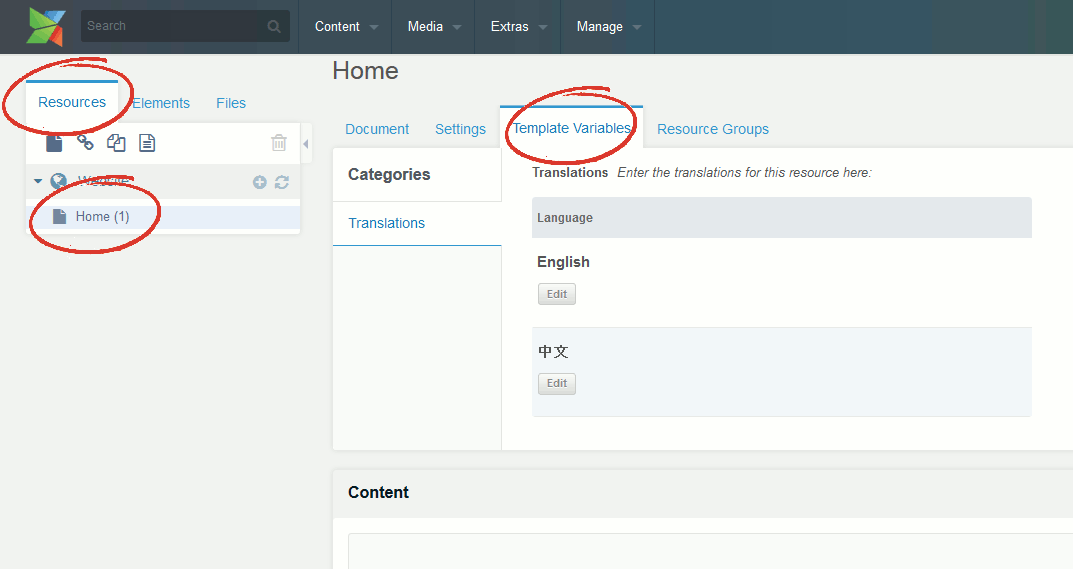 Search
Content
Media
Extras
Manage
Home
Resources
Elements
Files
Document
Settings
Template Variables
Resource Groups
Categories
Translations
Translations Enter the translations for this resource here:
Language
English
Edit
中文
Edit
Home (1)
Content